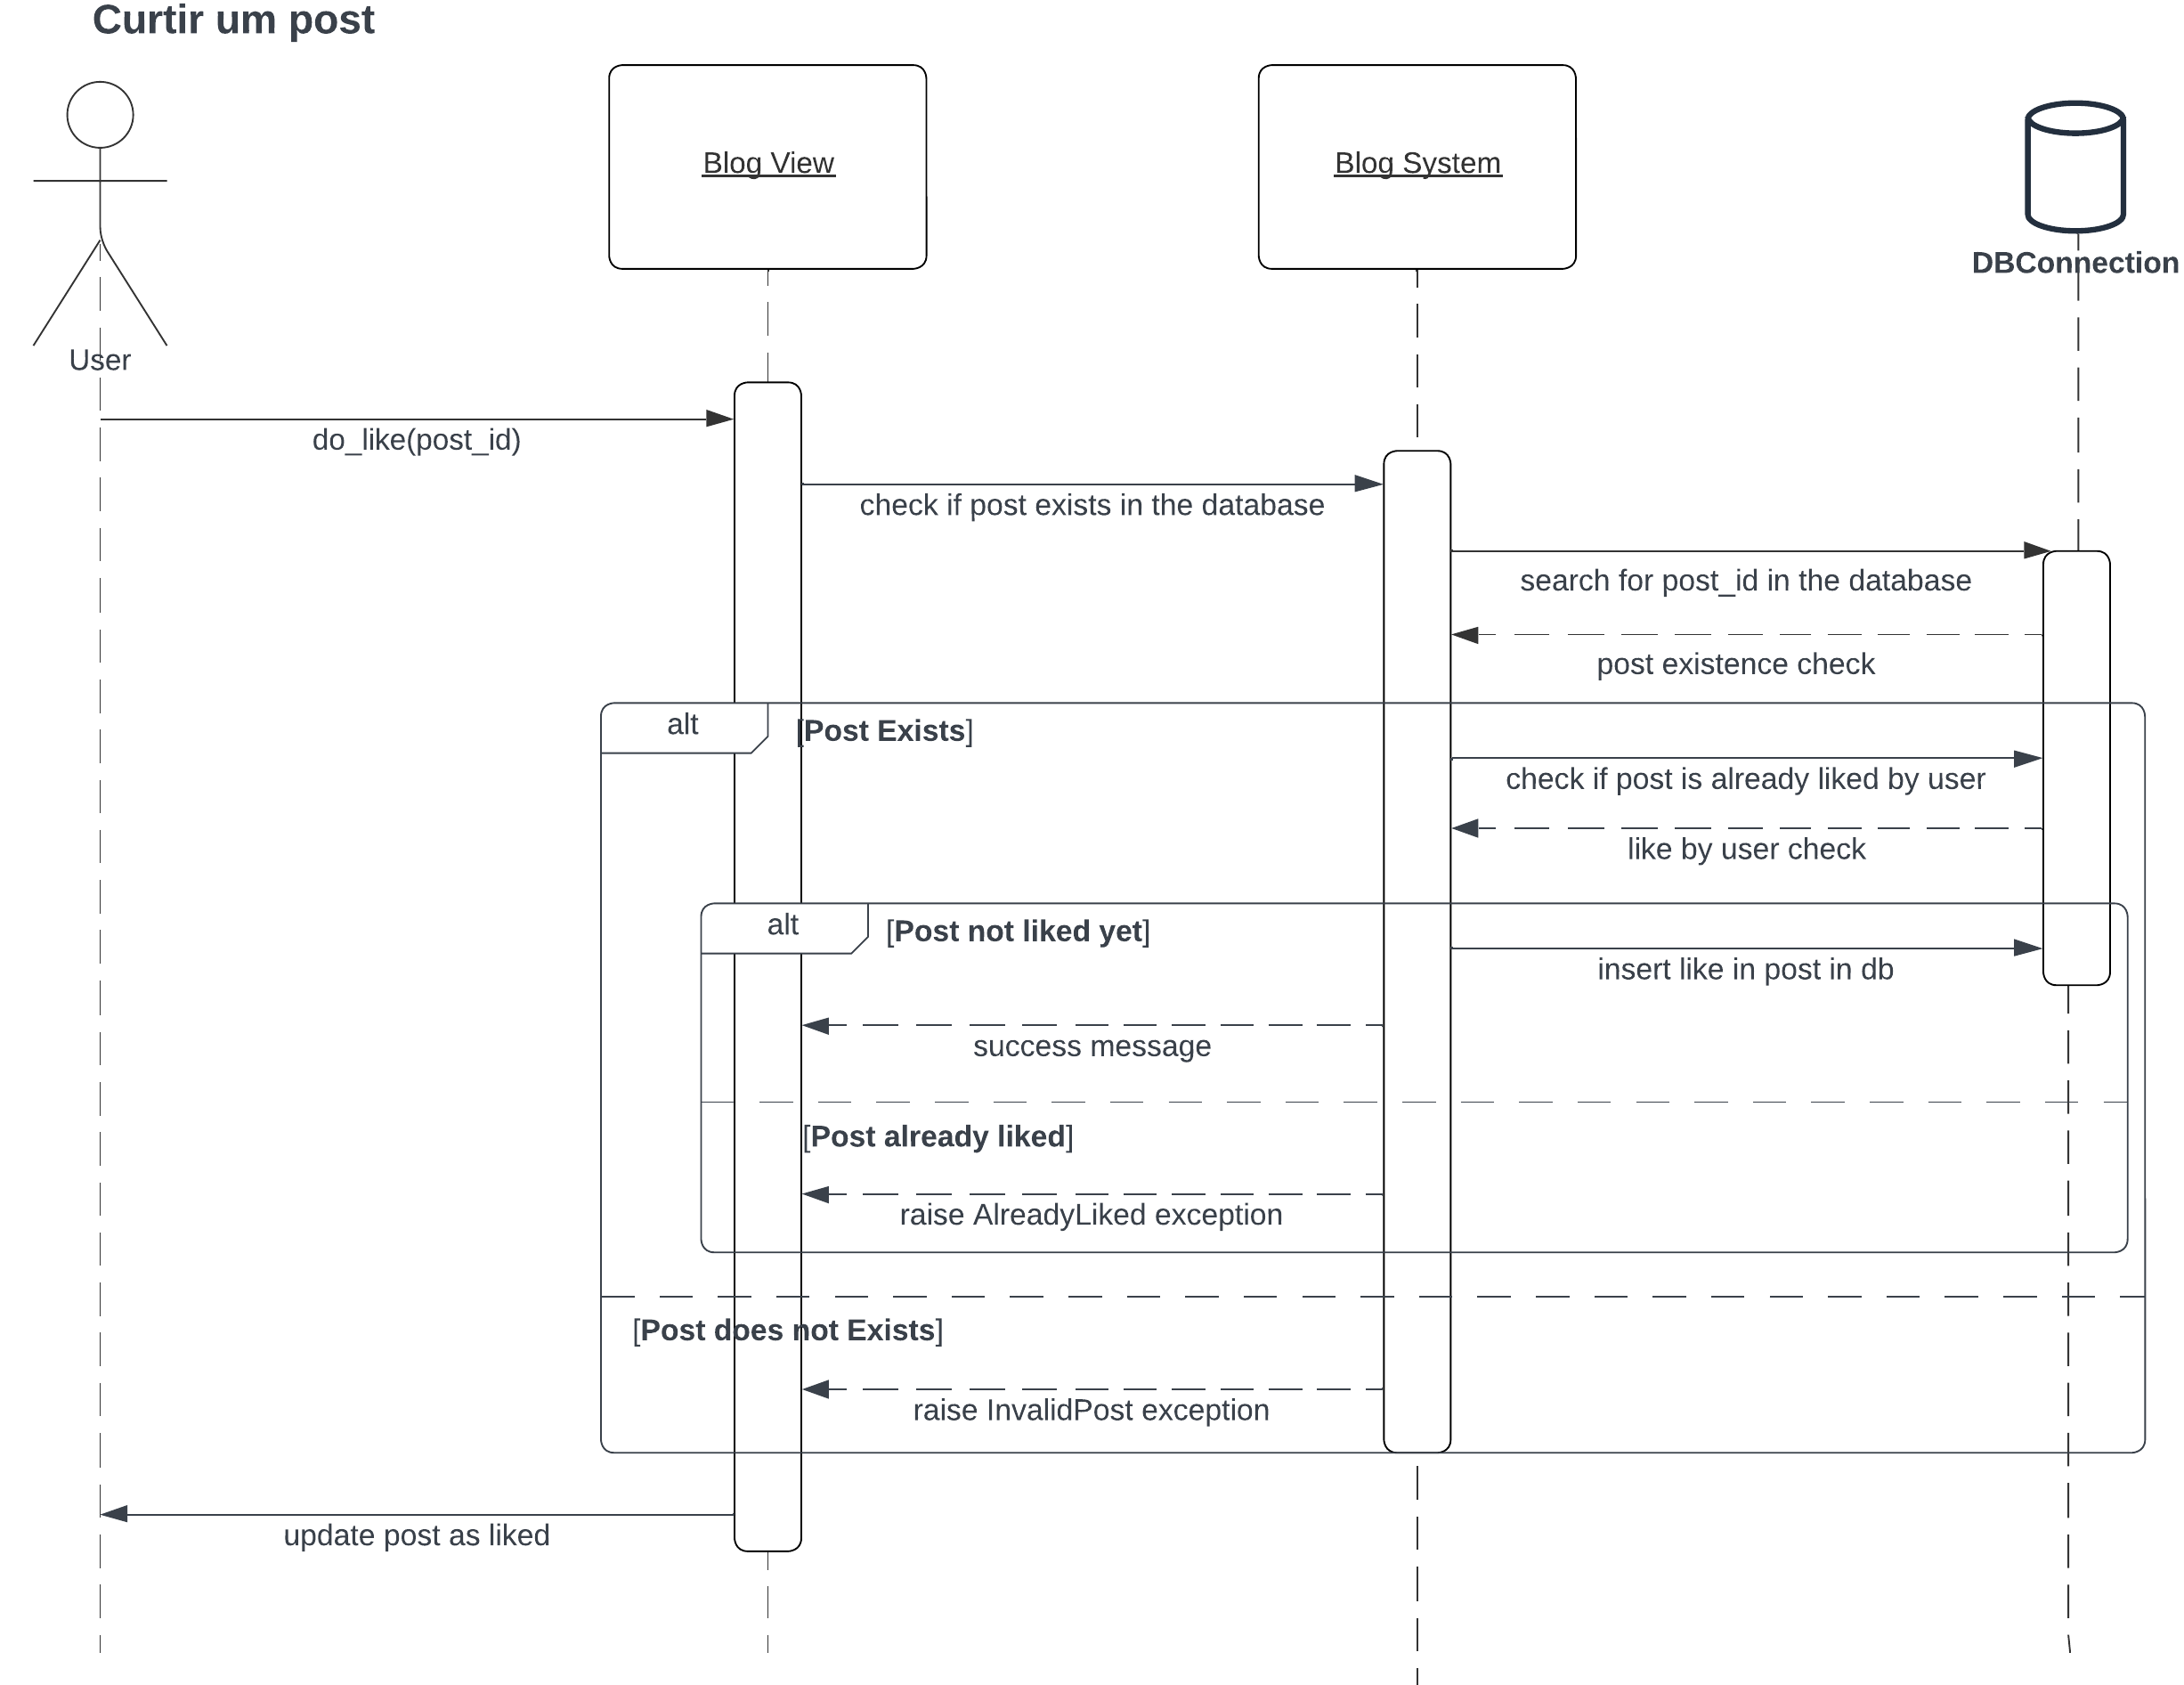 Curtir um post
Blog View
Blog System
DBConnection
User
do_like(post_id)
check if post exists in the database
search for post_id in the database
post existence check
alt
[Post Exists]
check if post is already liked by user
like by user check
alt
[Post not liked yet]
insert like in post in db
success message
[Post already liked]
raise AlreadyLiked exception
[Post does not Exists]
raise InvalidPost exception
update post as liked